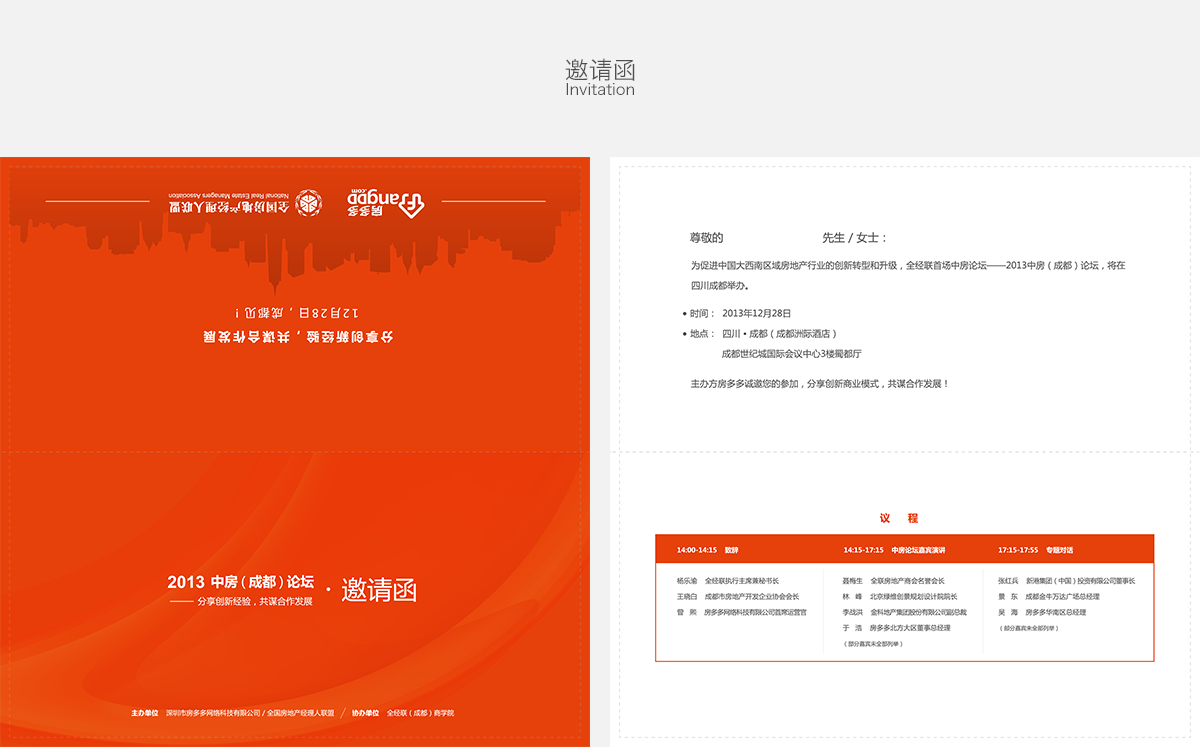 邀请函
Invitation
房多多 FangDD.com
全国房地产经理人联盟
National Real Estate Managers Association
12月28日，成都见！
分享创新经验，共谋合作发展
2013 中房（成都）论坛 · 邀请函
—— 分享创新经验，共谋合作发展
主办单位 深圳市房多多网络科技有限公司 / 全国房地产经理人联盟 / 协办单位 全经联（成都）商学院
尊敬的 先生 / 女士：
为促进中国大西南区域房地产行业的创新转型和升级，全经联首场中房论坛——2013中房（成都）论坛，将在
四川成都举办。
• 时间： 2013年12月28日
• 地点： 四川 • 成都（成都洲际酒店）
成都世纪城国际会议中心3楼蜀都厅
主办方房多多诚邀您的参加，分享创新商业模式，共谋合作发展！
议 程
14:00-14:15 致辞
杨乐渝 全经联执行主席兼秘书长
王晓白 成都市房地产开发企业协会会长
曾 熙 房多多网络科技有限公司首席运营官
14:15-17:15 中房论坛嘉宾演讲
聂梅生 全联房地产商会名誉会长
林 峰 北京绿维创景规划设计院院长
李战洪 金科地产集团股份有限公司副总裁
于 浩 房多多北方大区董事总经理
（部分嘉宾未全部列举）
17:15-17:55 专题对话
张红兵 新港集团（中国）投资有限公司董事长
景 东 成都金牛万达广场总经理
吴 海 房多多华南区总经理
（部分嘉宾未全部列举）